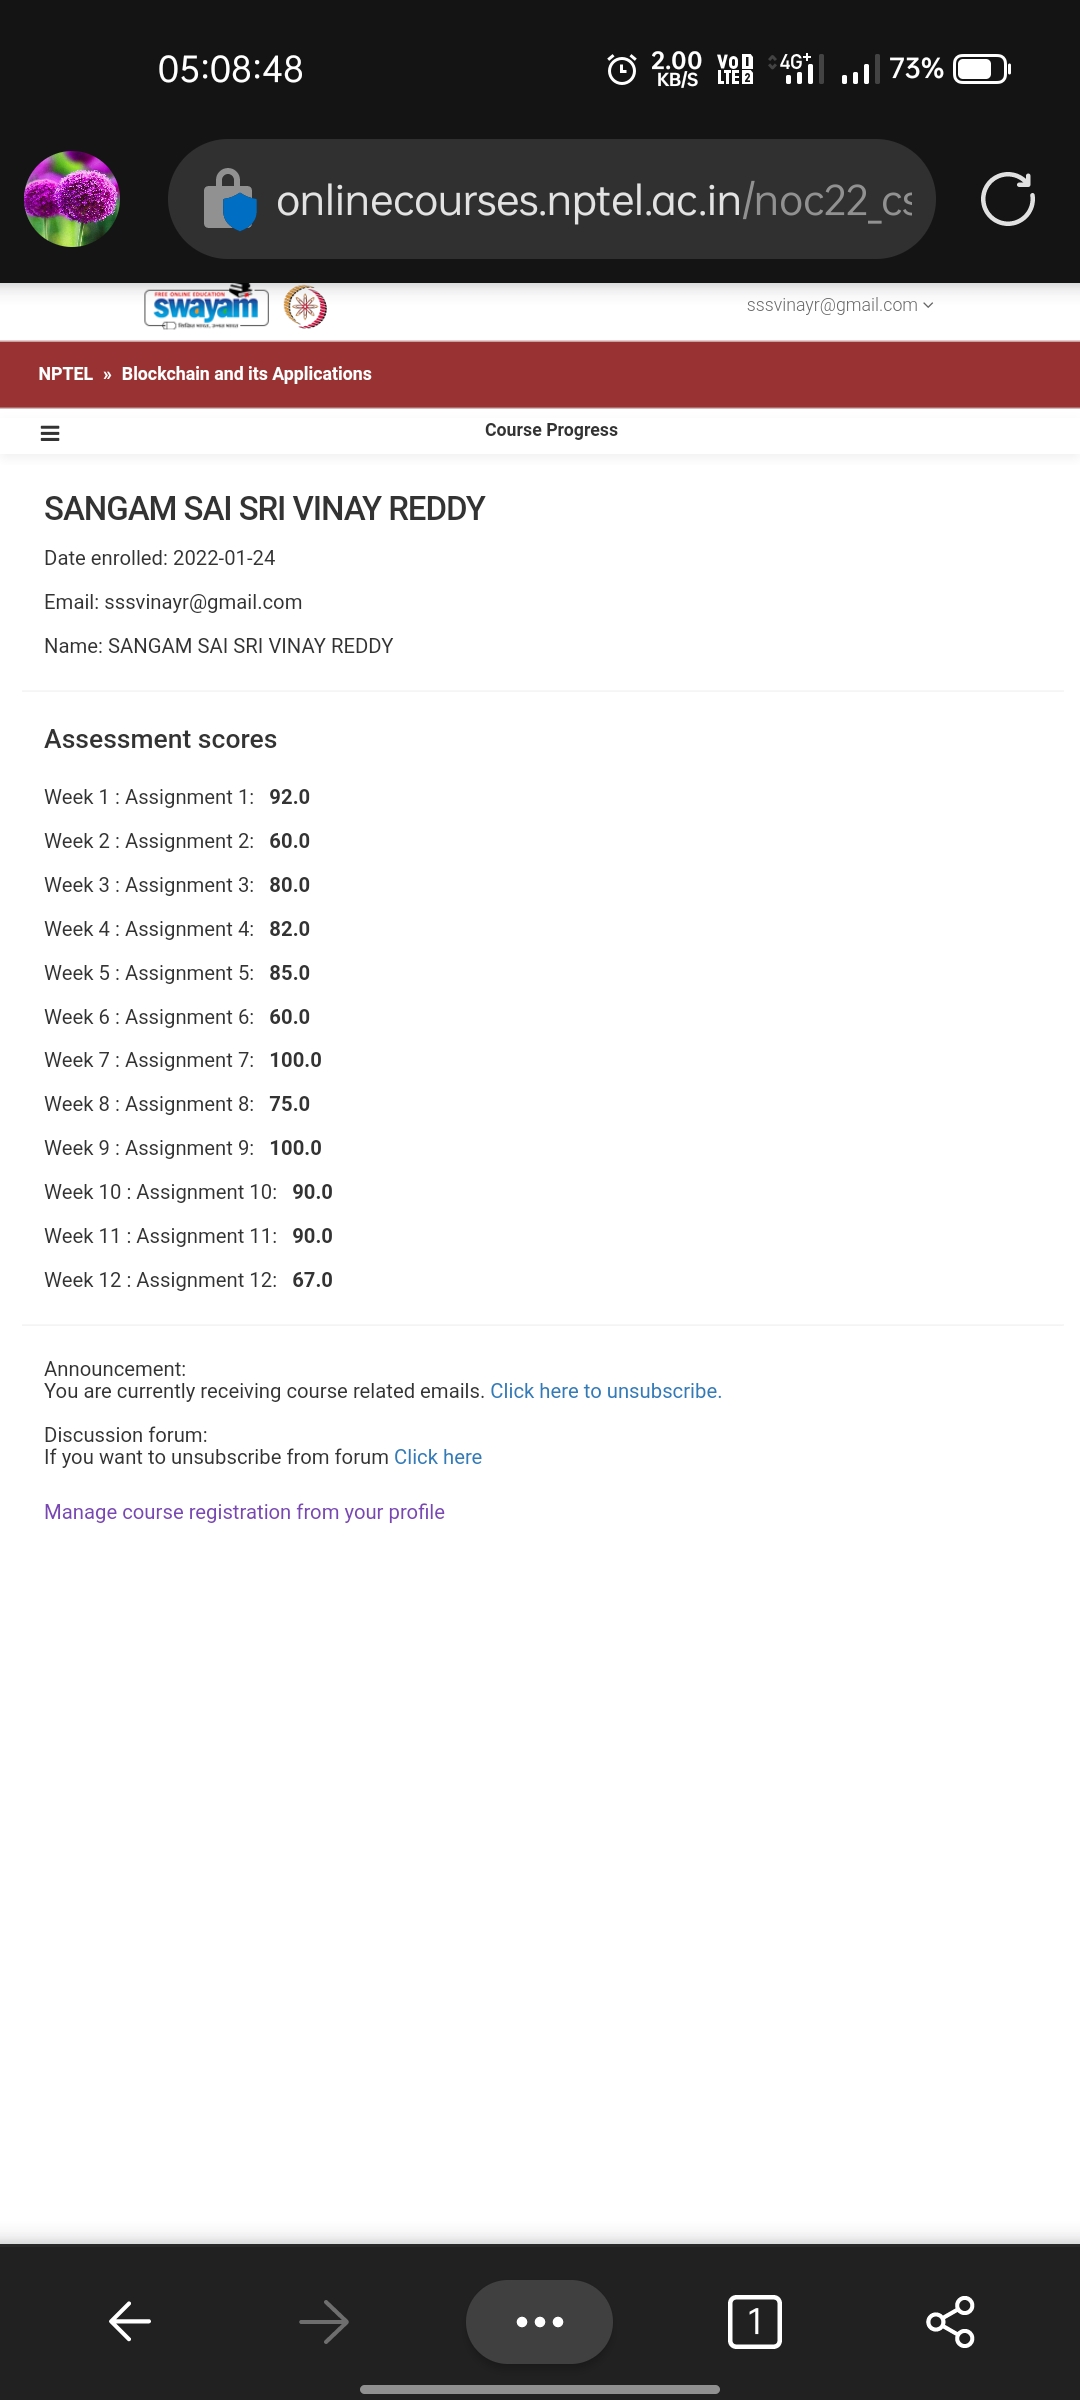 05:08:48
2.00
KB/S
Vo 1
LTE 2
4G+
73%
onlinecourses.nptel.ac.in/noc22_cs
FREE ONLINE EDUCATION
swayam
sssvinayr@gmail.com
NPTEL » Blockchain and its Applications
Course Progress
SANGAM SAI SRI VINAY REDDY
Date enrolled: 2022-01-24
Email: sssvinayr@gmail.com
Name: SANGAM SAI SRI VINAY REDDY
Assessment scores
Week 1 : Assignment 1: 92.0
Week 2 : Assignment 2: 60.0
Week 3 : Assignment 3: 80.0
Week 4 : Assignment 4: 82.0
Week 5 : Assignment 5: 85.0
Week 6 : Assignment 6: 60.0
Week 7 : Assignment 7: 100.0
Week 8 : Assignment 8: 75.0
Week 9 : Assignment 9: 100.0
Week 10 : Assignment 10: 90.0
Week 11 : Assignment 11: 90.0
Week 12 : Assignment 12: 67.0
Announcement:
You are currently receiving course related emails. Click here to unsubscribe.
Discussion forum:
If you want to unsubscribe from forum Click here
Manage course registration from your profile
1